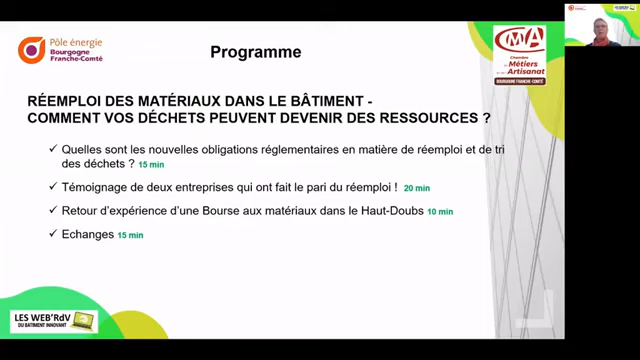 Pôle énergie
Bourgogne
Franche-Comté
Programme
CMA
Chambre
de Métiers
et de l'Artisanat
BOURGOGNE FRANCHE-COMTÉ
RÉEMPLOI DES MATÉRIAUX DANS LE BÂTIMENT -
COMMENT VOS DÉCHETS PEUVENT DEVENIR DES RESSOURCES ?
✓ Quelles sont les nouvelles obligations réglementaires en matière de réemploi et de tri
des déchets ? 15 min
✓ Témoignage de deux entreprises qui ont fait le pari du réemploi ! 20 min
✓ Retour d'expérience d'une Bourse aux matériaux dans le Haut-Doubs 10 min
✓ Echanges 15 min
LES WEB'RdV
DU BATIMENT INNOVANT